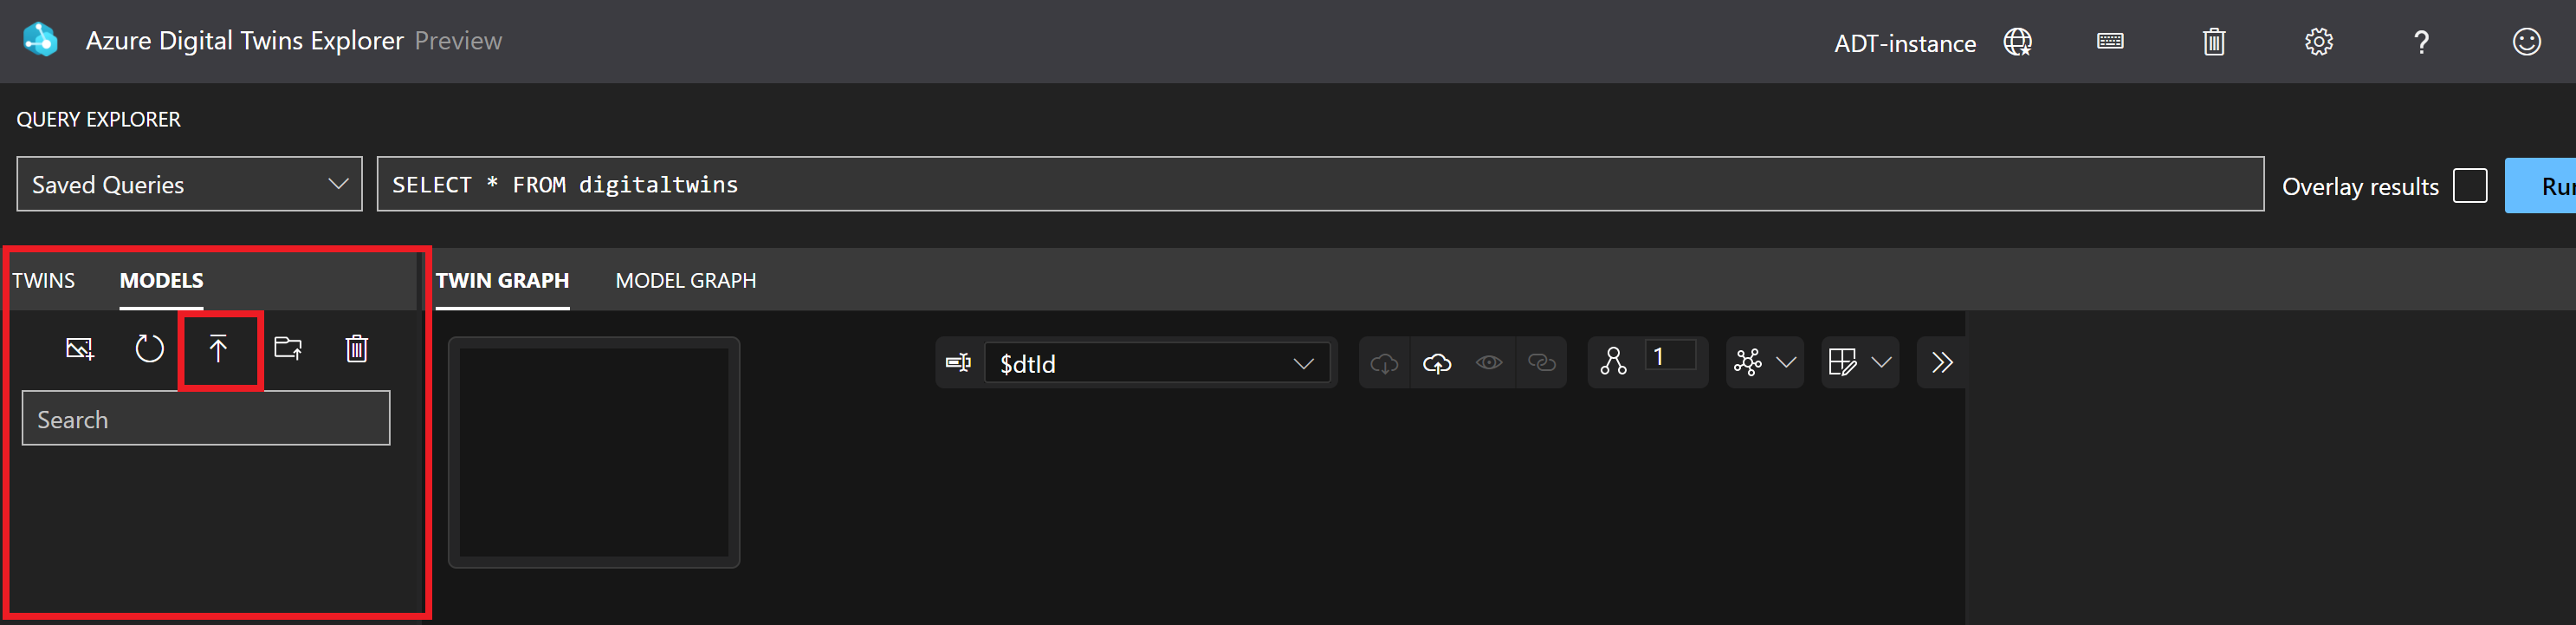 Azure Digital Twins Explorer Preview
ADT-instance
?
QUERY EXPLORER
Saved Queries
SELECT * FROM digitaltwins
Overlay results
Run
TWINS
MODELS
TWIN GRAPH
MODEL GRAPH
$dtId
1
Search